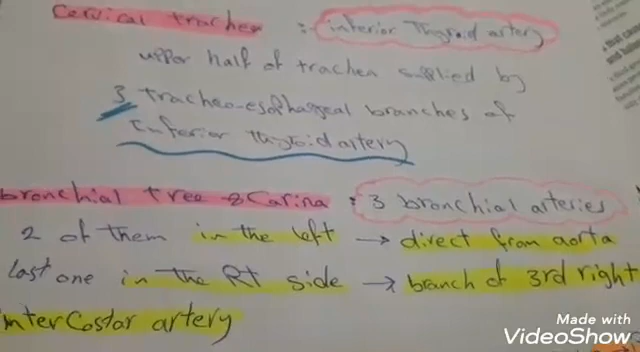 Cervical trachea : inferior thyroid artery
upper half of trachea supplied by
3 tracheo-esophageal branches of
Inferior thyroid artery
bronchial tree & Carina : 3 bronchial arteries
2 of them in the left → direct from aorta
last one in the Rt side → branch of 3rd right
interCostar artery
Made with
VideoShow